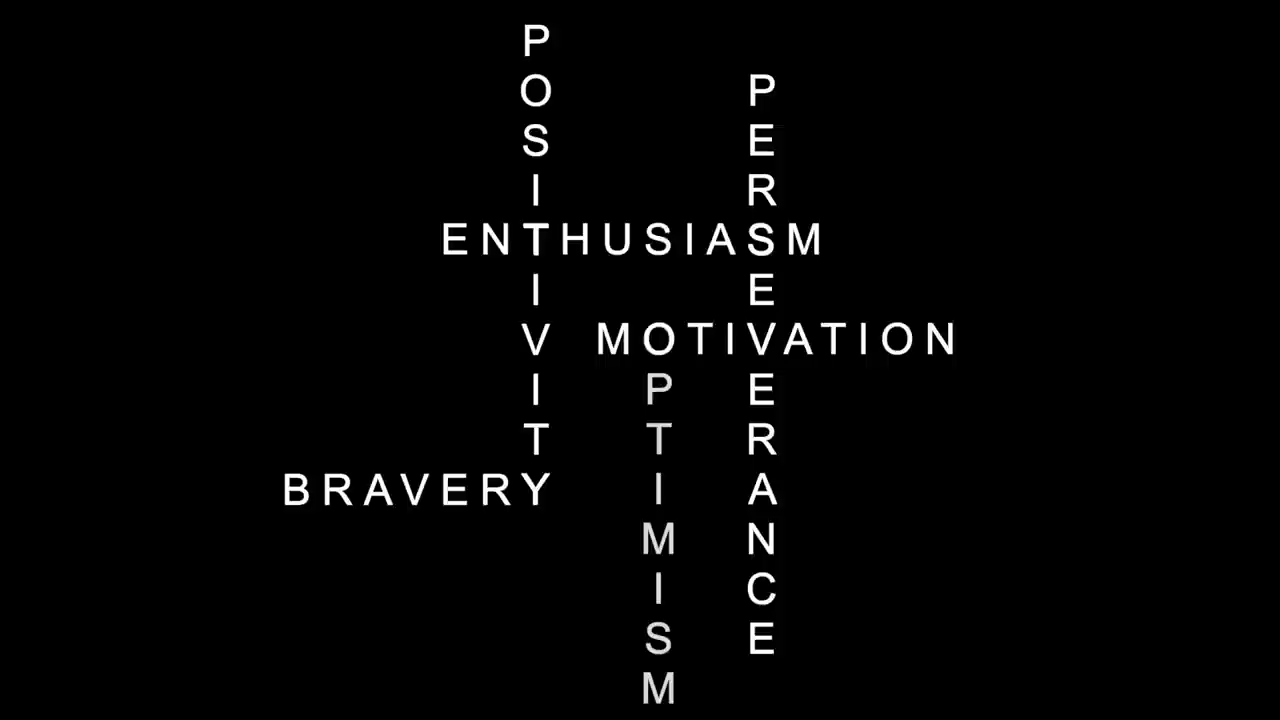 POSITIVITY
PERSEVERANCE
ENTHUSIASM
MOTIVATION
OPTIMISM
BRAVERY